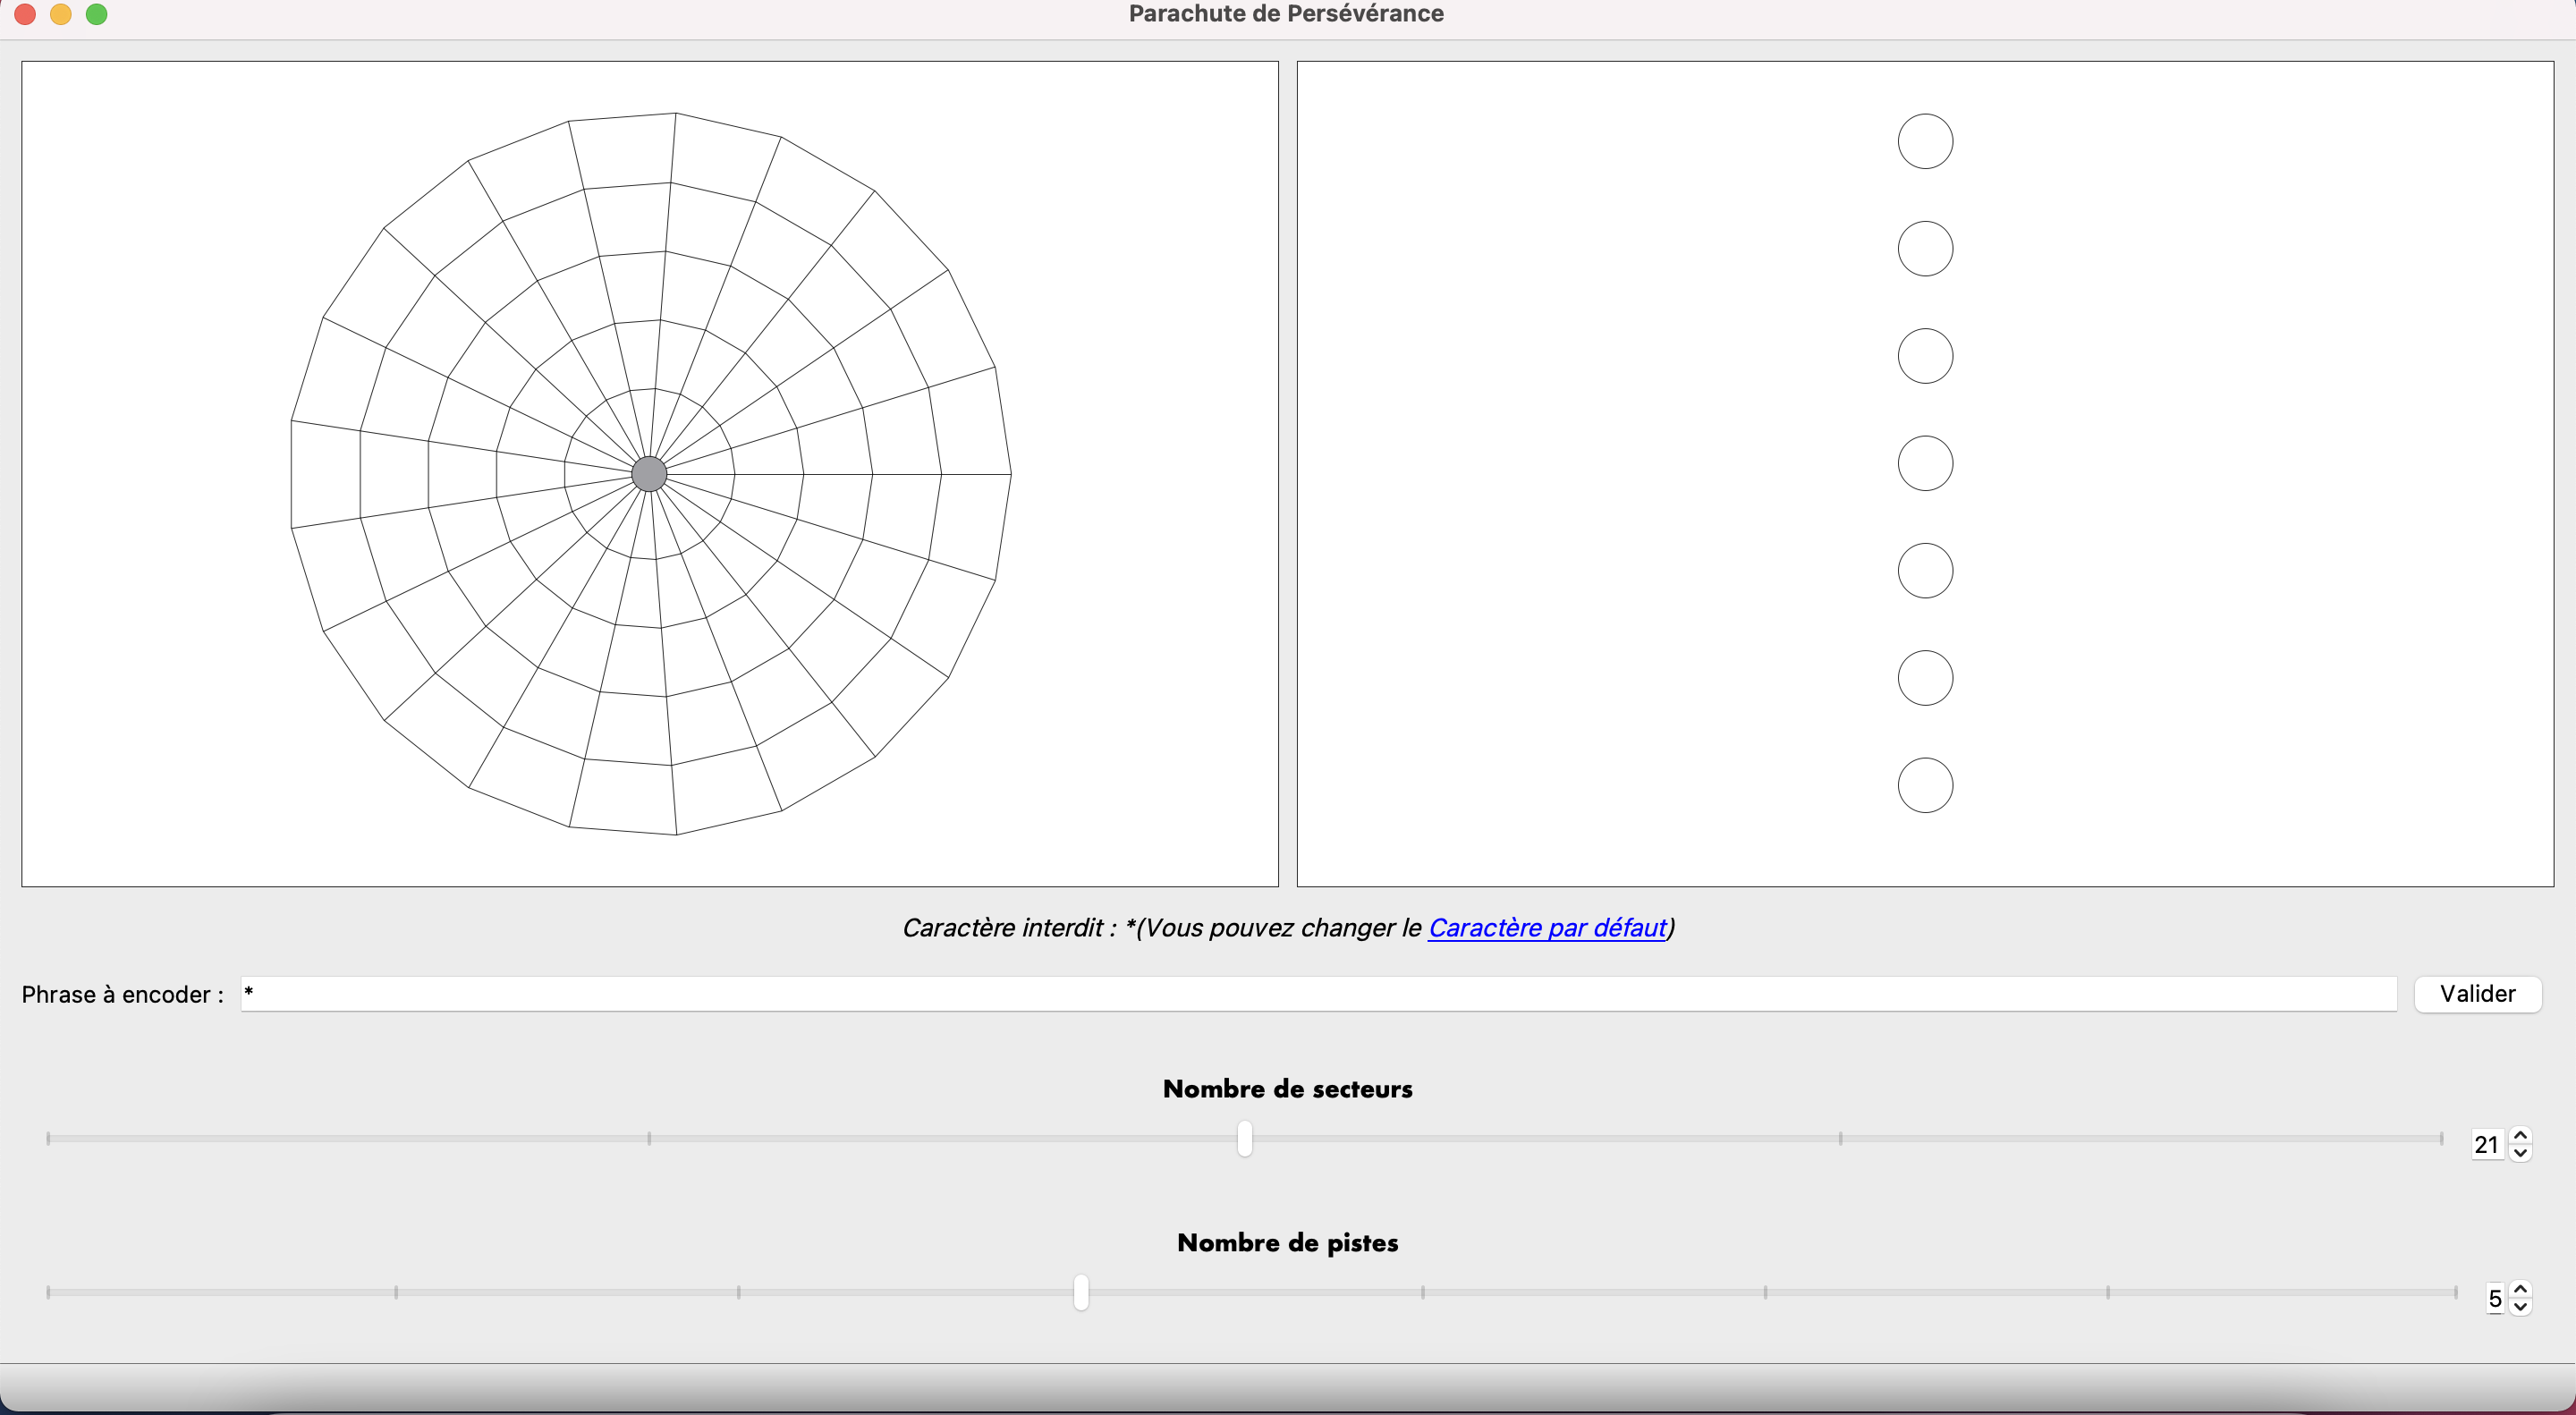 Parachute de Persévérance
Caractère interdit : *(Vous pouvez changer le Caractère par défaut)
Phrase à encoder : * Valider
Nombre de secteurs
21
Nombre de pistes
5